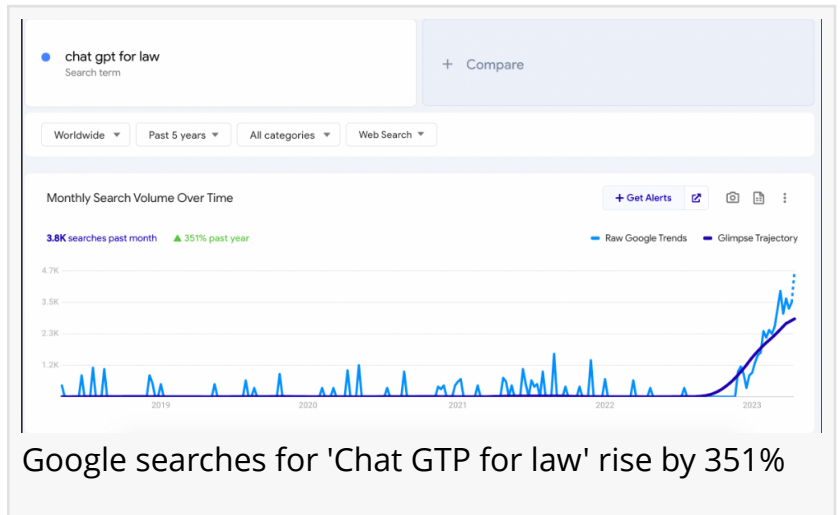 chat gpt for law
Search term
+ Compare
Worldwide ▼ Past 5 years ▼ All categories ▼ Web Search ▼
Monthly Search Volume Over Time
+ Get Alerts
3.8K searches past month ▲ 351% past year
Raw Google Trends Glimpse Trajectory
4.7K
3.5K
2.3K
1.2K
2019 2020 2021 2022 2023
Google searches for 'Chat GTP for law' rise by 351%